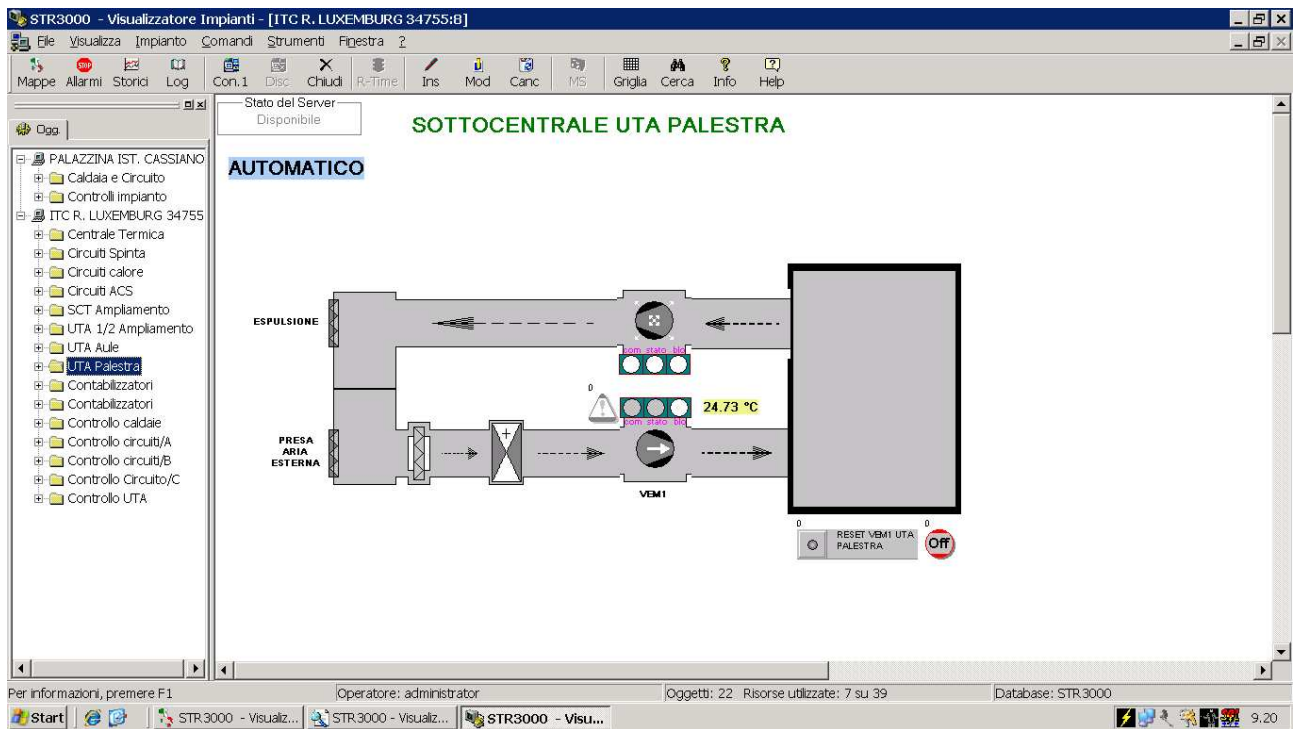 STR3000 - Visualizzatore Impianti - [ITC R. LUXEMBURG 34755:B]
File Visualizza Impianto Comandi Strumenti Finestra ?
Mappe Allarmi Storici Log Con.1 Disc Chiudi R-Time Ins Mod Canc MS Griglia Cerca Info Help
Ogg.
PALAZZINA IST. CASSIANO
Caldaia e Circuito
Controlli impianto
ITC R. LUXEMBURG 34755
Centrale Termica
Circuiti Spinta
Circuiti calore
Circuiti ACS
SCT Ampliamento
UTA 1/2 Ampliamento
UTA Aule
UTA Palestra
Contabilizzatori
Contabilizzatori
Controllo caldaie
Controllo circuiti/A
Controllo circuiti/B
Controllo Circuito/C
Controllo UTA
Stato del Server
Disponibile
SOTTOCENTRALE UTA PALESTRA
AUTOMATICO
ESPULSIONE
com stato blo
0
24.73 °C
com stato blo
PRESA
ARIA
ESTERNA
VEM1
0 0
RESET VEM1 UTA
PALESTRA
Off
Per informazioni, premere F1 Operatore: administrator Oggetti: 22 Risorse utilizzate: 7 su 39 Database: STR3000
Start STR3000 - Visualiz... STR3000 - Visualiz... STR3000 - Visu... 9.20